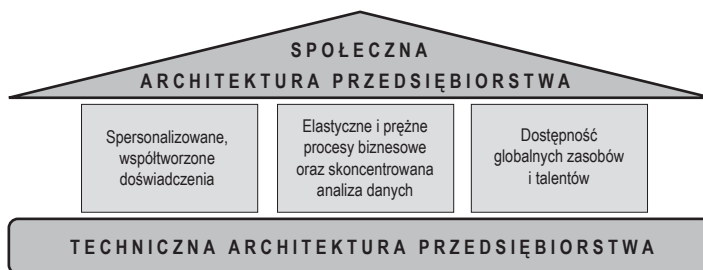 SPOŁECZNA
ARCHITEKTURA PRZEDSIĘBIORSTWA
Spersonalizowane,
współtworzone
doświadczenia
Elastyczne i prężne
procesy biznesowe
oraz skoncentrowana
analiza danych
Dostępność
globalnych zasobów
i talentów
TECHNICZNA ARCHITEKTURA PRZEDSIĘBIORSTWA